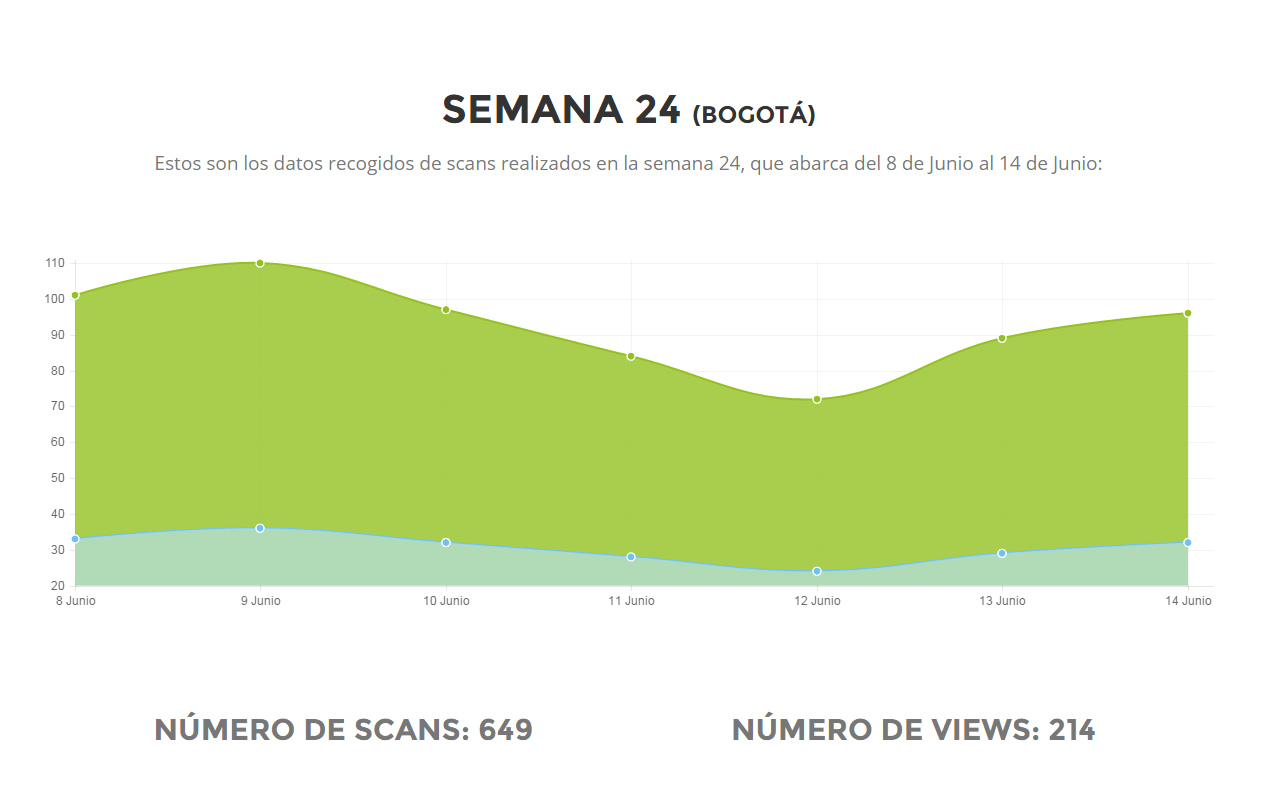 SEMANA 24 (BOGOTÁ)
Estos son los datos recogidos de scans realizados en la semana 24, que abarca del 8 de Junio al 14 de Junio:
110
100
90
80
70
60
50
40
30
20
8 Junio 9 Junio 10 Junio 11 Junio 12 Junio 13 Junio 14 Junio
NÚMERO DE SCANS: 649 NÚMERO DE VIEWS: 214